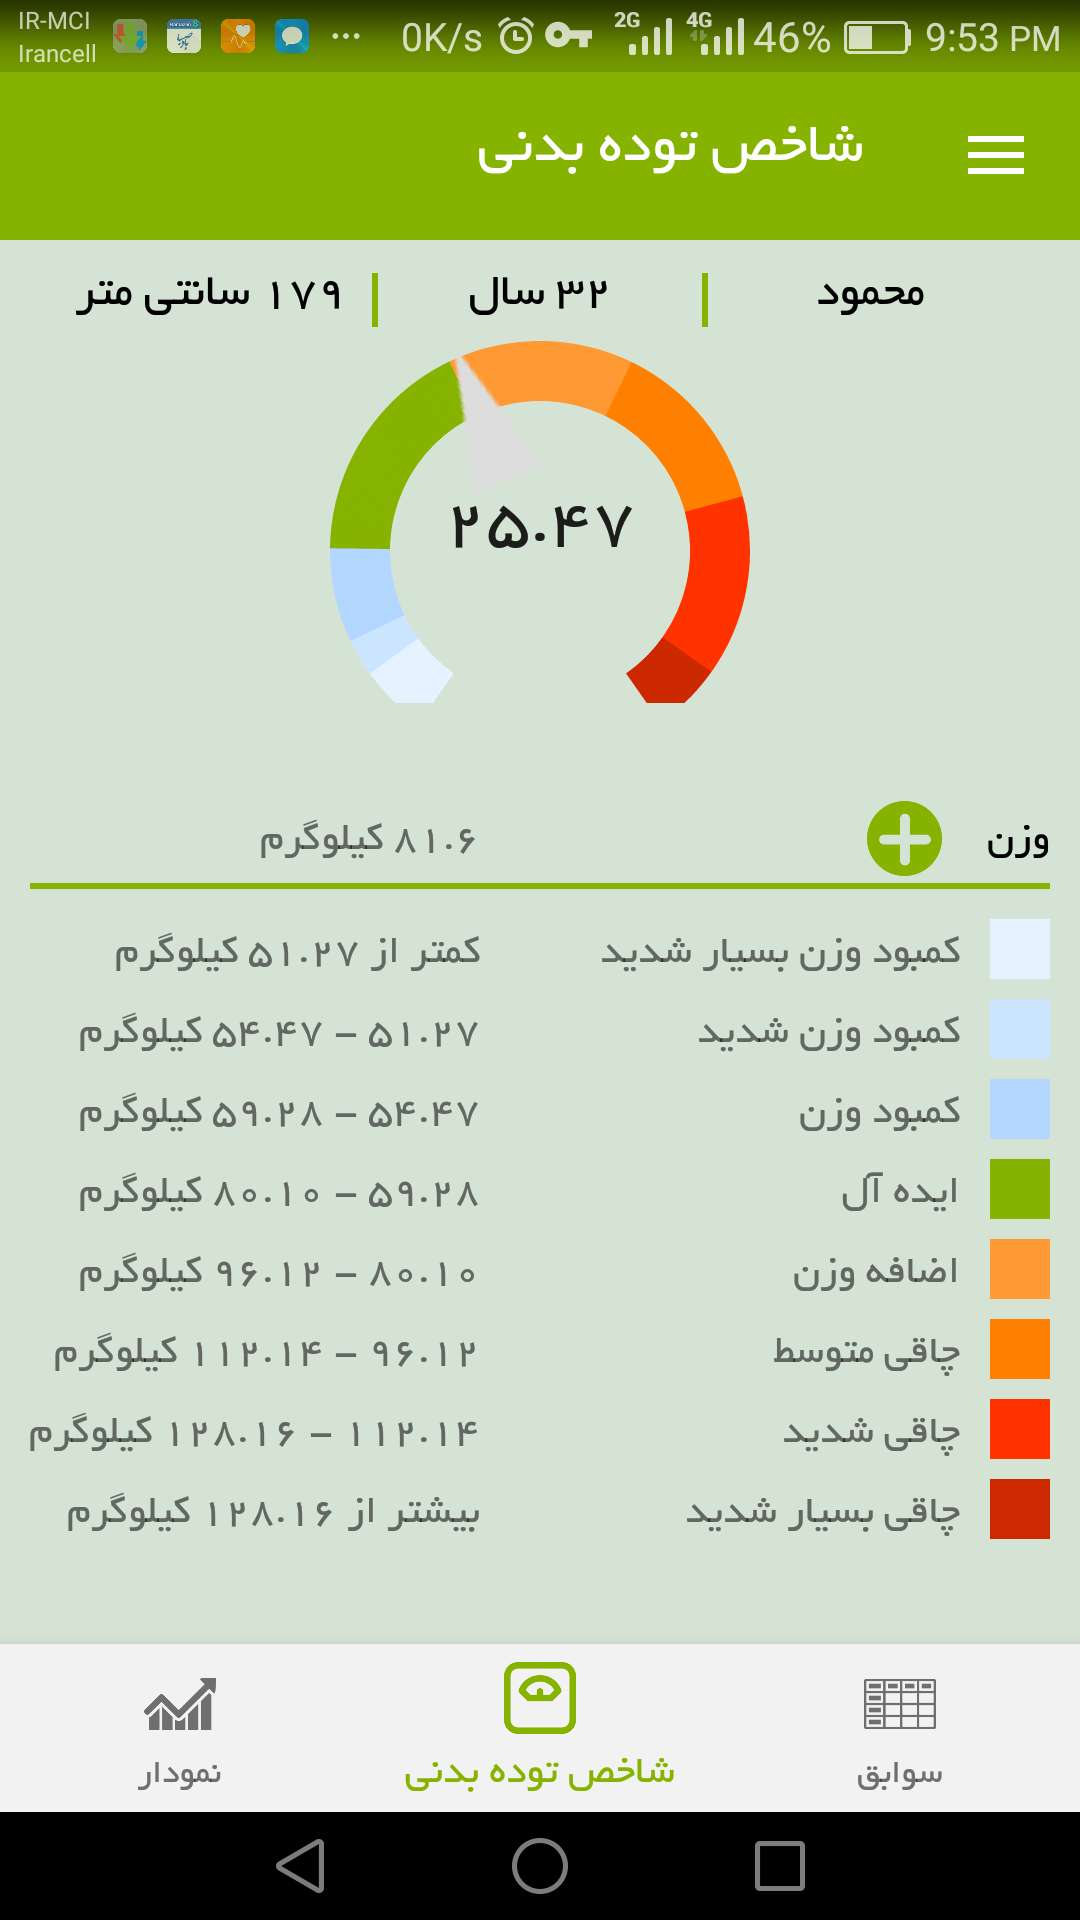 IR-MCI
Irancell
0K/s 2G 4G 46% 9:53 PM
شاخص توده بدنی
محمود
۳۲ سال
۱۷۹ سانتی متر
۲۵.۴۷
وزن
۸۱.۶ کیلوگرم
کمبود وزن بسیار شدید
کمتر از ۵۱.۲۷ کیلوگرم
کمبود وزن شدید
۵۱.۲۷ – ۵۴.۴۷ کیلوگرم
کمبود وزن
۵۴.۴۷ – ۵۹.۲۸ کیلوگرم
ایده آل
۵۹.۲۸ – ۸۰.۱۰ کیلوگرم
اضافه وزن
۸۰.۱۰ – ۹۶.۱۲ کیلوگرم
چاقی متوسط
۹۶.۱۲ – ۱۱۲.۱۴ کیلوگرم
چاقی شدید
۱۱۲.۱۴ – ۱۲۸.۱۶ کیلوگرم
چاقی بسیار شدید
بیشتر از ۱۲۸.۱۶ کیلوگرم
سوابق
شاخص توده بدنی
نمودار